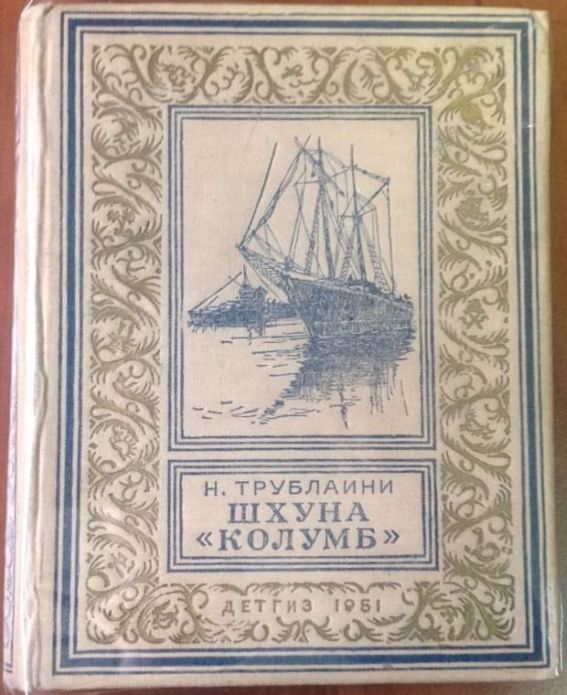 Н. ТРУБЛАИНИ
ШХУНА
«КОЛУМБ»
ДЕТГИЗ 1951